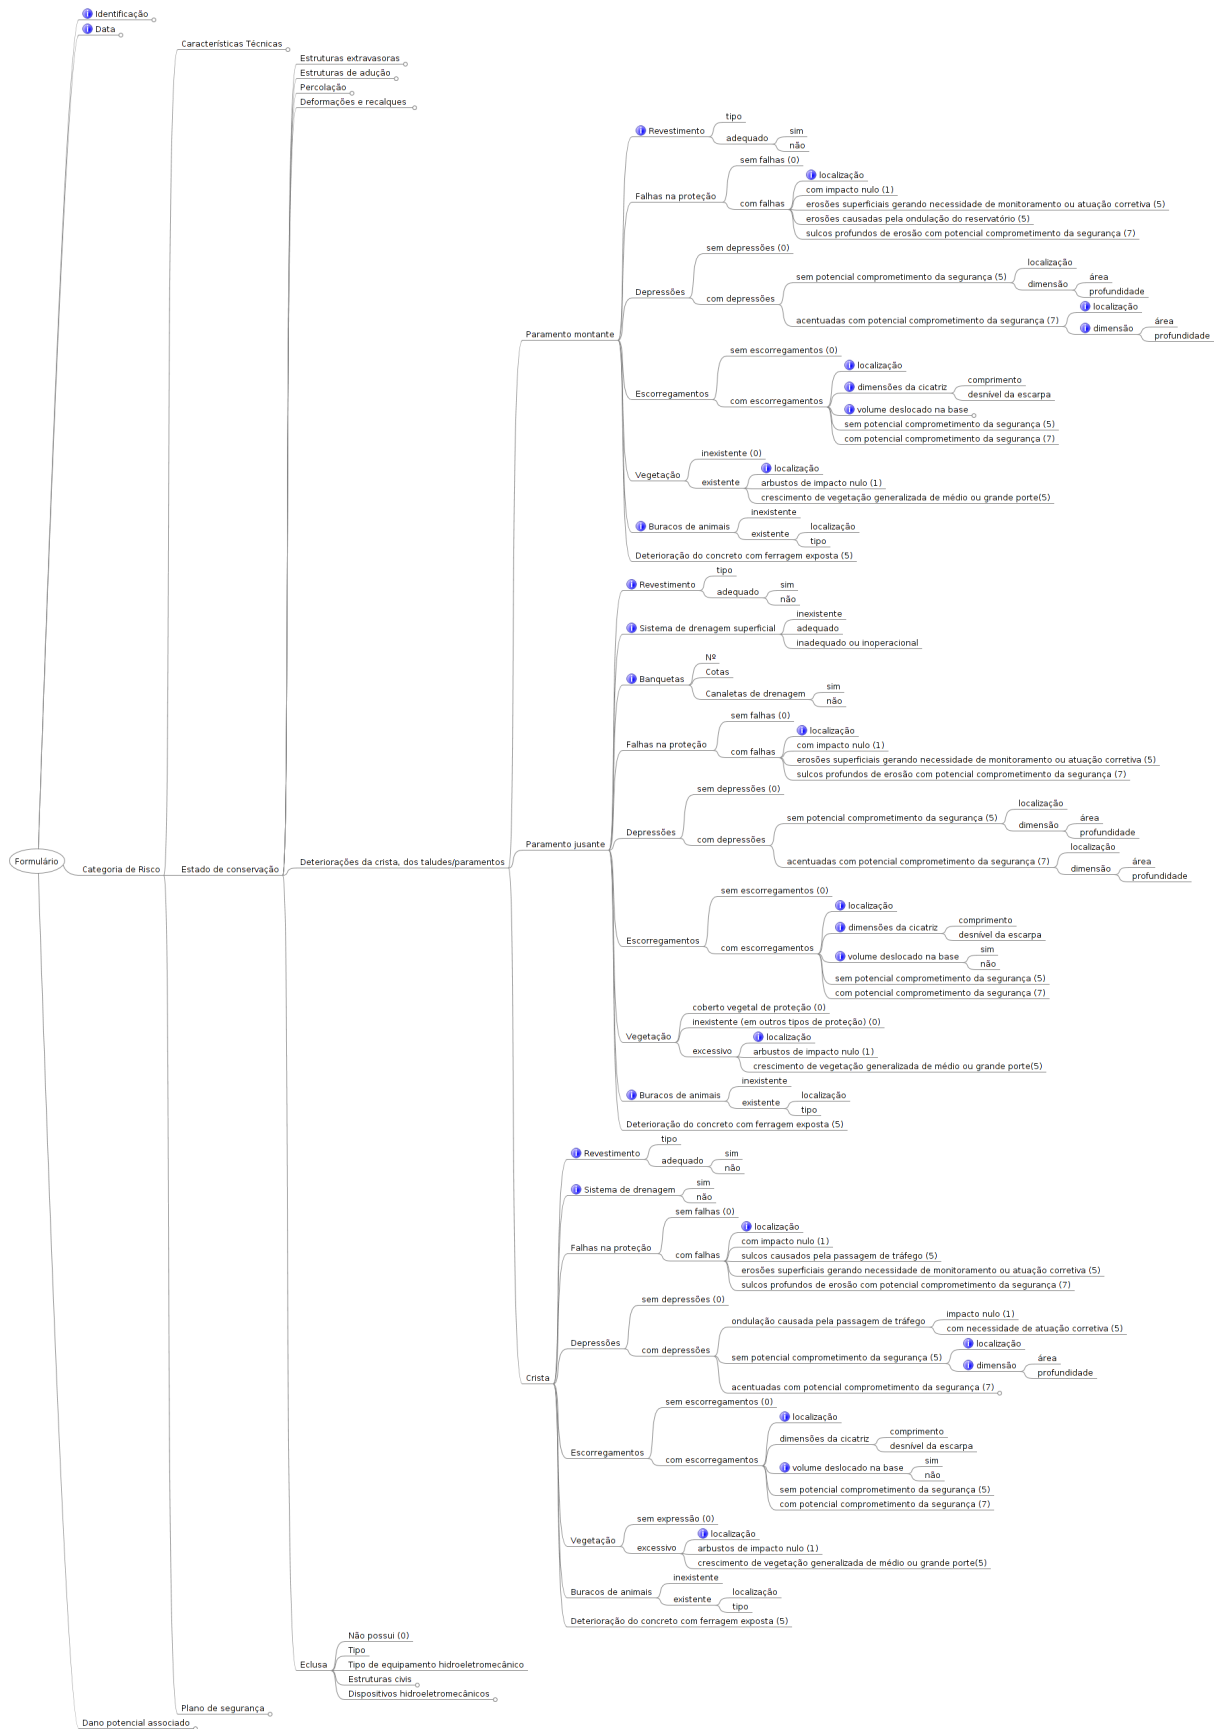 Identificação
Data
Características Técnicas
Estruturas extravasoras
Estruturas de adução
Percolação
Deformações e recalques
tipo
Revestimento
adequado
sim
não
sem falhas (0)
Falhas na proteção
com falhas
localização
com impacto nulo (1)
erosões superficiais gerando necessidade de monitoramento ou atuação corretiva (5)
erosões causadas pela ondulação do reservatório (5)
sulcos profundos de erosão com potencial comprometimento da segurança (7)
sem depressões (0)
Depressões
com depressões
sem potencial comprometimento da segurança (5)
localização
dimensão
área
profundidade
acentuadas com potencial comprometimento da segurança (7)
localização
dimensão
área
profundidade
Paramento montante
sem escorregamentos (0)
Escorregamentos
com escorregamentos
localização
dimensões da cicatriz
comprimento
desnível da escarpa
volume deslocado na base
sem potencial comprometimento da segurança (5)
com potencial comprometimento da segurança (7)
inexistente (0)
Vegetação
existente
localização
arbustos de impacto nulo (1)
crescimento de vegetação generalizada de médio ou grande porte(5)
inexistente
Buracos de animais
existente
localização
tipo
Deterioração do concreto com ferragem exposta (5)
tipo
Revestimento
adequado
sim
não
Sistema de drenagem superficial
inexistente
adequado
inadequado ou inoperacional
Banquetas
Nº
Cotas
Canaletas de drenagem
sim
não
sem falhas (0)
Falhas na proteção
com falhas
localização
com impacto nulo (1)
erosões superficiais gerando necessidade de monitoramento ou atuação corretiva (5)
sulcos profundos de erosão com potencial comprometimento da segurança (7)
sem depressões (0)
Depressões
com depressões
sem potencial comprometimento da segurança (5)
localização
dimensão
área
profundidade
acentuadas com potencial comprometimento da segurança (7)
localização
dimensão
área
profundidade
Paramento jusante
Formulário
Categoria de Risco
Estado de conservação
Deteriorações da crista, dos taludes/paramentos
sem escorregamentos (0)
Escorregamentos
com escorregamentos
localização
dimensões da cicatriz
comprimento
desnível da escarpa
volume deslocado na base
sim
não
sem potencial comprometimento da segurança (5)
com potencial comprometimento da segurança (7)
coberto vegetal de proteção (0)
inexistente (em outros tipos de proteção) (0)
Vegetação
excessivo
localização
arbustos de impacto nulo (1)
crescimento de vegetação generalizada de médio ou grande porte(5)
inexistente
Buracos de animais
existente
localização
tipo
Deterioração do concreto com ferragem exposta (5)
tipo
Revestimento
adequado
sim
não
Sistema de drenagem
sim
não
sem falhas (0)
Falhas na proteção
com falhas
localização
com impacto nulo (1)
sulcos causados pela passagem de tráfego (5)
erosões superficiais gerando necessidade de monitoramento ou atuação corretiva (5)
sulcos profundos de erosão com potencial comprometimento da segurança (7)
sem depressões (0)
Depressões
com depressões
ondulação causada pela passagem de tráfego
impacto nulo (1)
com necessidade de atuação corretiva (5)
sem potencial comprometimento da segurança (5)
localização
dimensão
área
profundidade
acentuadas com potencial comprometimento da segurança (7)
Crista
sem escorregamentos (0)
Escorregamentos
com escorregamentos
localização
dimensões da cicatriz
comprimento
desnível da escarpa
volume deslocado na base
sim
não
sem potencial comprometimento da segurança (5)
com potencial comprometimento da segurança (7)
sem expressão (0)
Vegetação
excessivo
localização
arbustos de impacto nulo (1)
crescimento de vegetação generalizada de médio ou grande porte(5)
inexistente
Buracos de animais
existente
localização
tipo
Deterioração do concreto com ferragem exposta (5)
Não possui (0)
Tipo
Eclusa
Tipo de equipamento hidroeletromecânico
Estruturas civis
Dispositivos hidroeletromecânicos
Plano de segurança
Dano potencial associado